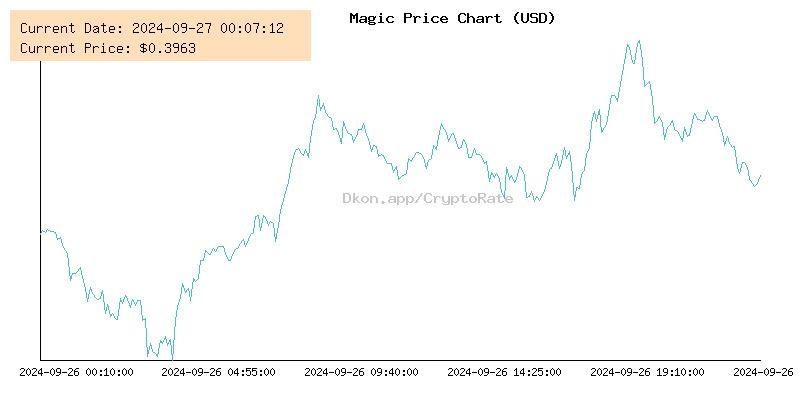 Magic Price Chart (USD)
Current Date: 2024-09-27 00:07:12
Current Price: $0.3963
Dkon.app/CryptoRate
2024-09-26 00:10:00
2024-09-26 04:55:00
2024-09-26 09:40:00
2024-09-26 14:25:00
2024-09-26 19:10:00
2024-09-26